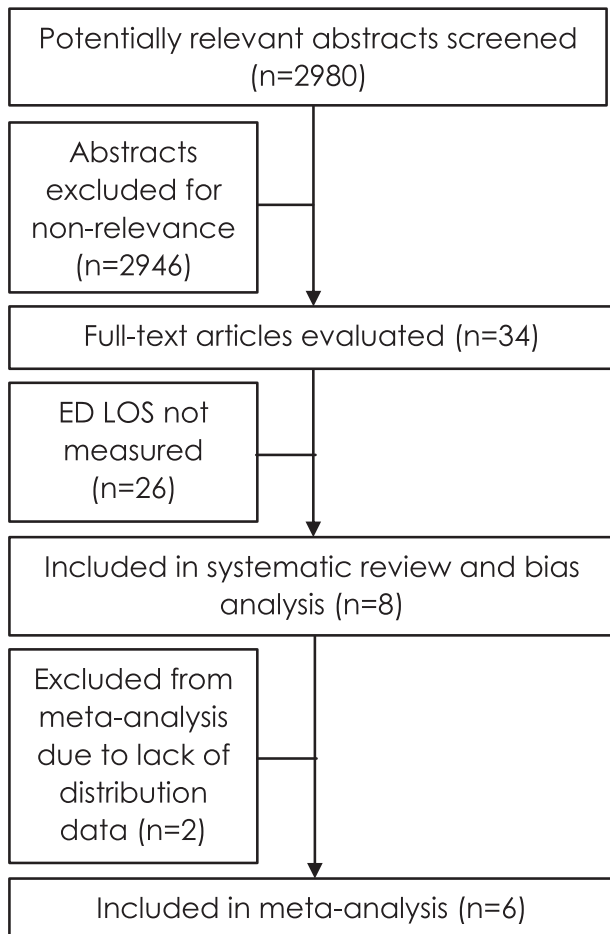 Potentially relevant abstracts screened
(n=2980)
Abstracts
excluded for
non-relevance
(n=2946)
Full-text articles evaluated (n=34)
ED LOS not
measured
(n=26)
Included in systematic review and bias
analysis (n=8)
Excluded from
meta-analysis
due to lack of
distribution
data (n=2)
Included in meta-analysis (n=6)